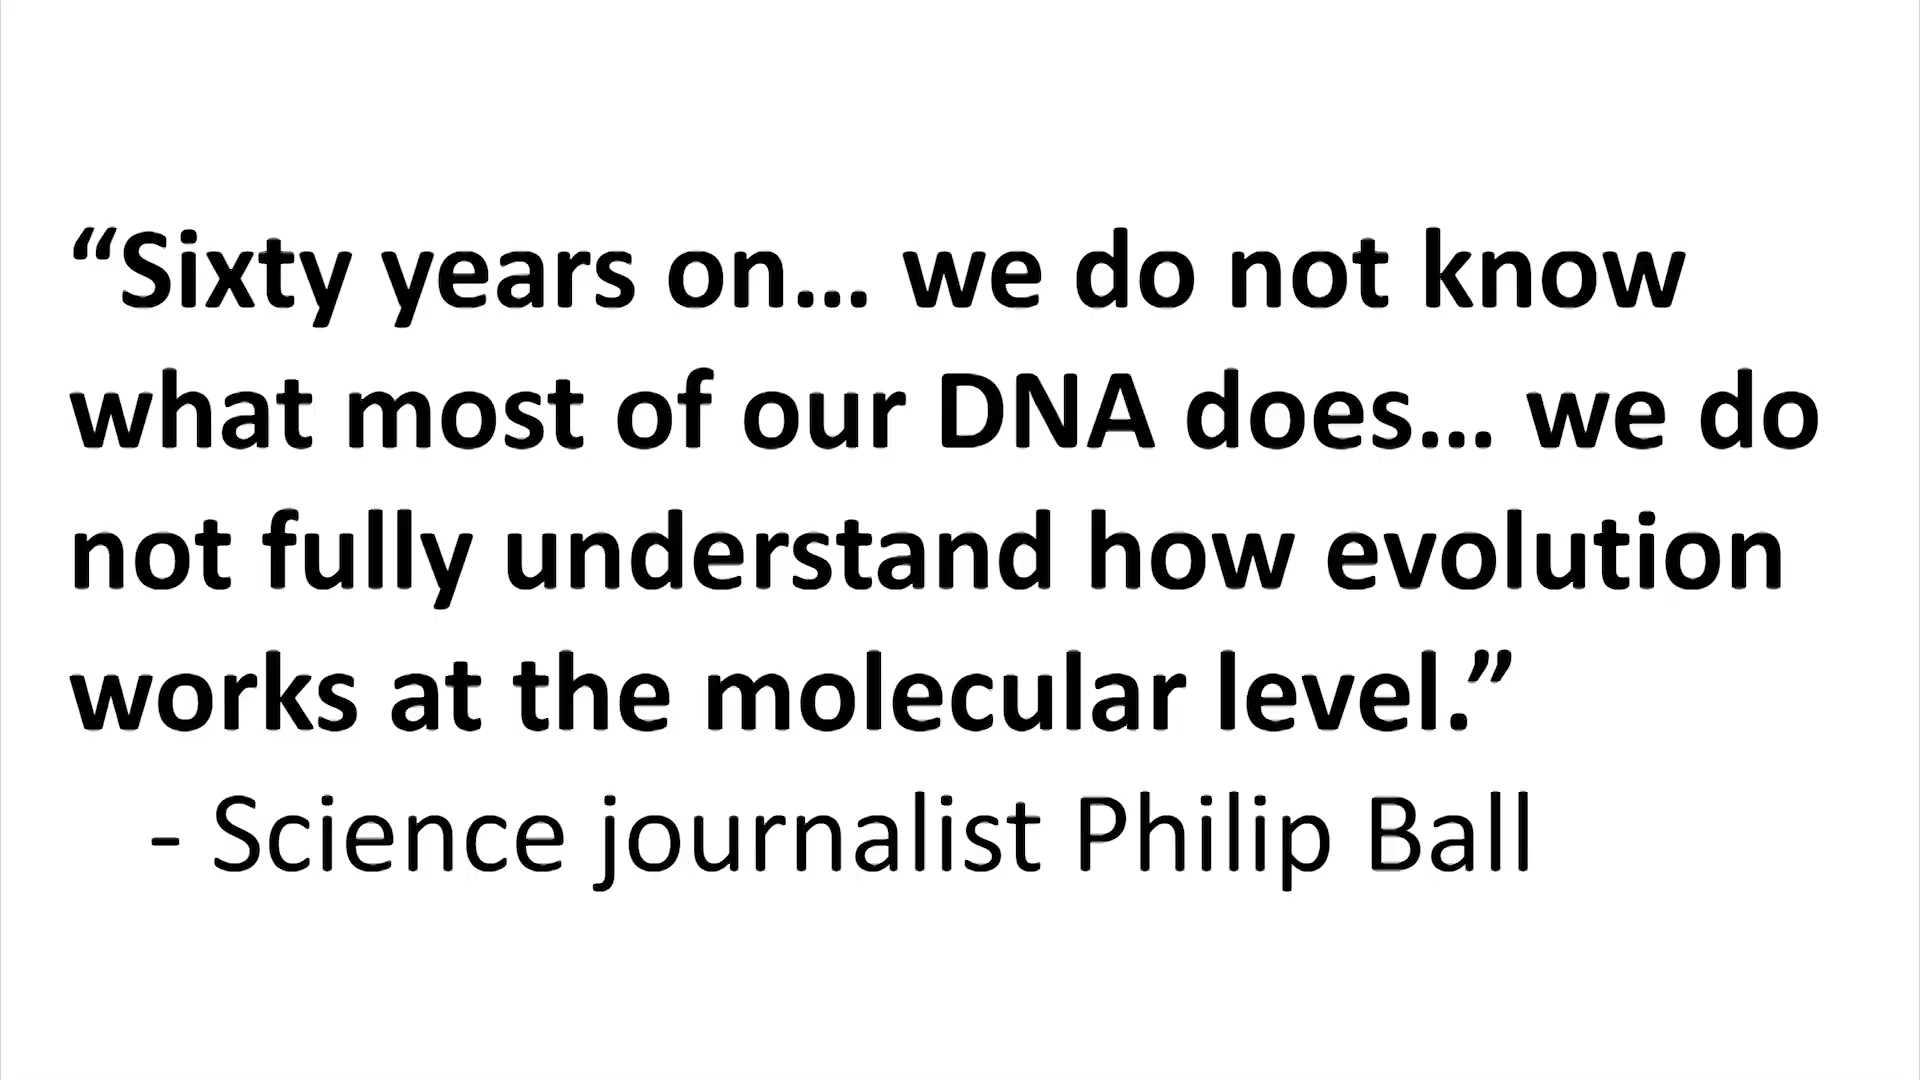 “Sixty years on... we do not know
what most of our DNA does... we do
not fully understand how evolution
works at the molecular level.”
- Science journalist Philip Ball